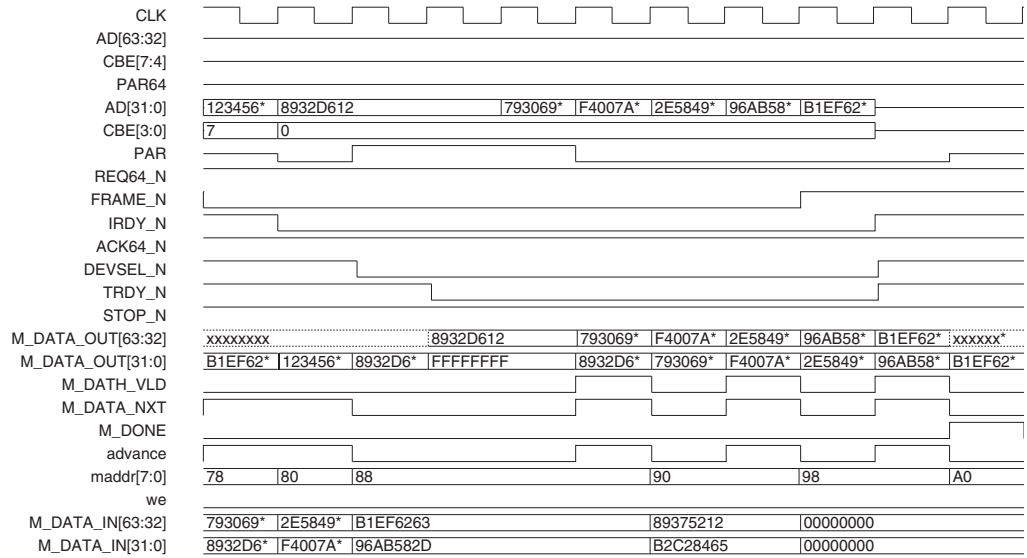 CLK
AD[63:32]
CBE[7:4]
PAR64
AD[31:0] 123456* 8932D612 793069* F4007A* 2E5849* 96AB58* B1EF62*
CBE[3:0] 7 0
PAR
REQ64_N
FRAME_N
IRDY_N
ACK64_N
DEVSEL_N
TRDY_N
STOP_N
M_DATA_OUT[63:32] xxxxxxxx 8932D612 793069* F4007A* 2E5849* 96AB58* B1EF62* xxxxxx*
M_DATA_OUT[31:0] B1EF62* 123456* 8932D6* FFFFFFFF 8932D6* 793069* F4007A* 2E5849* 96AB58* B1EF62*
M_DATH_VLD
M_DATA_NXT
M_DONE
advance
maddr[7:0] 78 80 88 90 98 A0
we
M_DATA_IN[63:32] 793069* 2E5849* B1EF6263 89375212 00000000
M_DATA_IN[31:0] 8932D6* F4007A* 96AB582D B2C28465 00000000